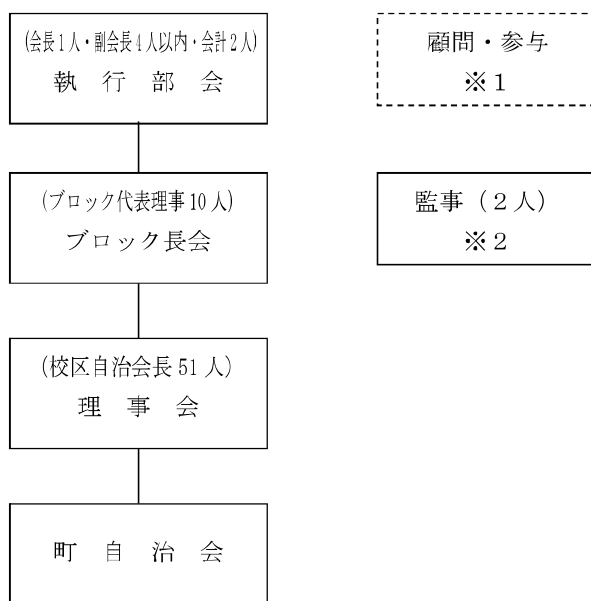 (会長1人・副会長4人以内・会計2人)
執行部会
顧問・参与
※1
(ブロック代表理事10人)
ブロック長会
監事(2人)
※2
(校区自治会長51人)
理事会
町自治会